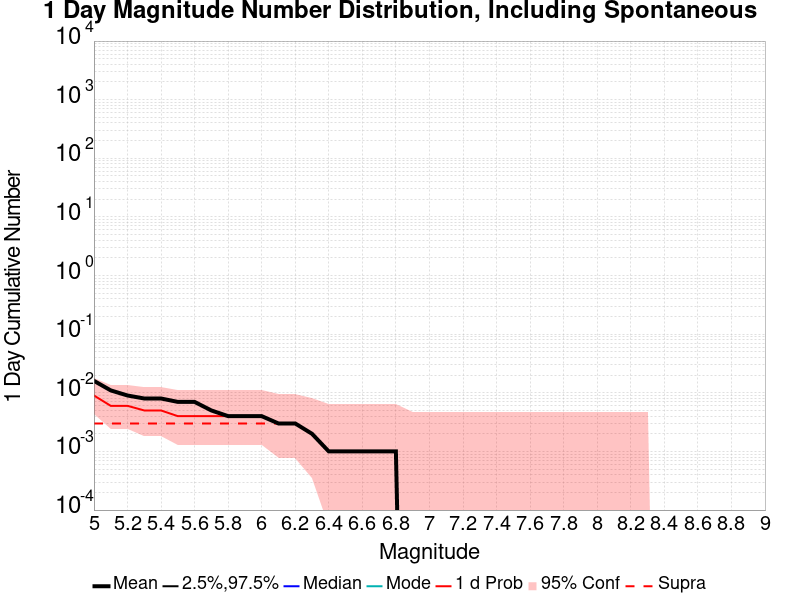 1 Day Magnitude Number Distribution, Including Spontaneous
10^4
10^3
10^2
10^1
10^0
10^-1
10^-2
10^-3
10^-4
1 Day Cumulative Number
5 5.2 5.4 5.6 5.8 6 6.2 6.4 6.6 6.8 7 7.2 7.4 7.6 7.8 8 8.2 8.4 8.6 8.8 9
Magnitude
Mean 2.5%,97.5% Median Mode 1 d Prob 95% Conf Supra